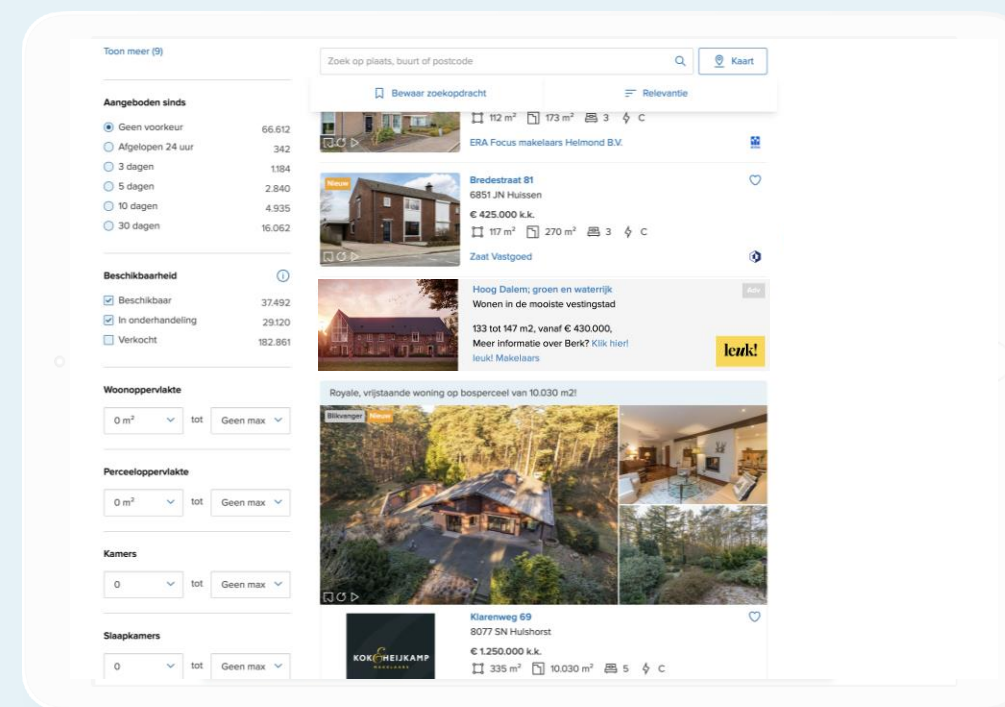 Toon meer (9)
Aangeboden sinds
Geen voorkeur 66.612
Afgelopen 24 uur 342
3 dagen 1.184
5 dagen 2.840
10 dagen 4.935
30 dagen 16.062
Beschikbaarheid
Beschikbaar 37.492
In onderhandeling 29.120
Verkocht 182.861
Woonoppervlakte
0 m² tot Geen max
Perceeloppervlakte
0 m² tot Geen max
Kamers
0 tot Geen max
Slaapkamers
0 tot Geen max
Zoek op plaats, buurt of postcode
Kaart
Bewaar zoekopdracht
Relevantie
112 m² 173 m² 3 C
ERA Focus makelaars Helmond B.V.
Nieuw
Bredestraat 81
6851 JN Huissen
€ 425.000 k.k.
117 m² 270 m² 3 C
Zaat Vastgoed
Hoog Dalem; groen en waterrijk
Adv
Wonen in de mooiste vestingstad
133 tot 147 m2, vanaf € 430.000,
Meer informatie over Berk? Klik hier!
leuk! Makelaars
leuk!
Royale, vrijstaande woning op bosperceel van 10.030 m2!
Blikvanger Nieuw
KOK & HEIJKAMP
MAKELAARS
Klarenweg 69
8077 SN Hulshorst
€ 1.250.000 k.k.
335 m² 10.030 m² 5 C